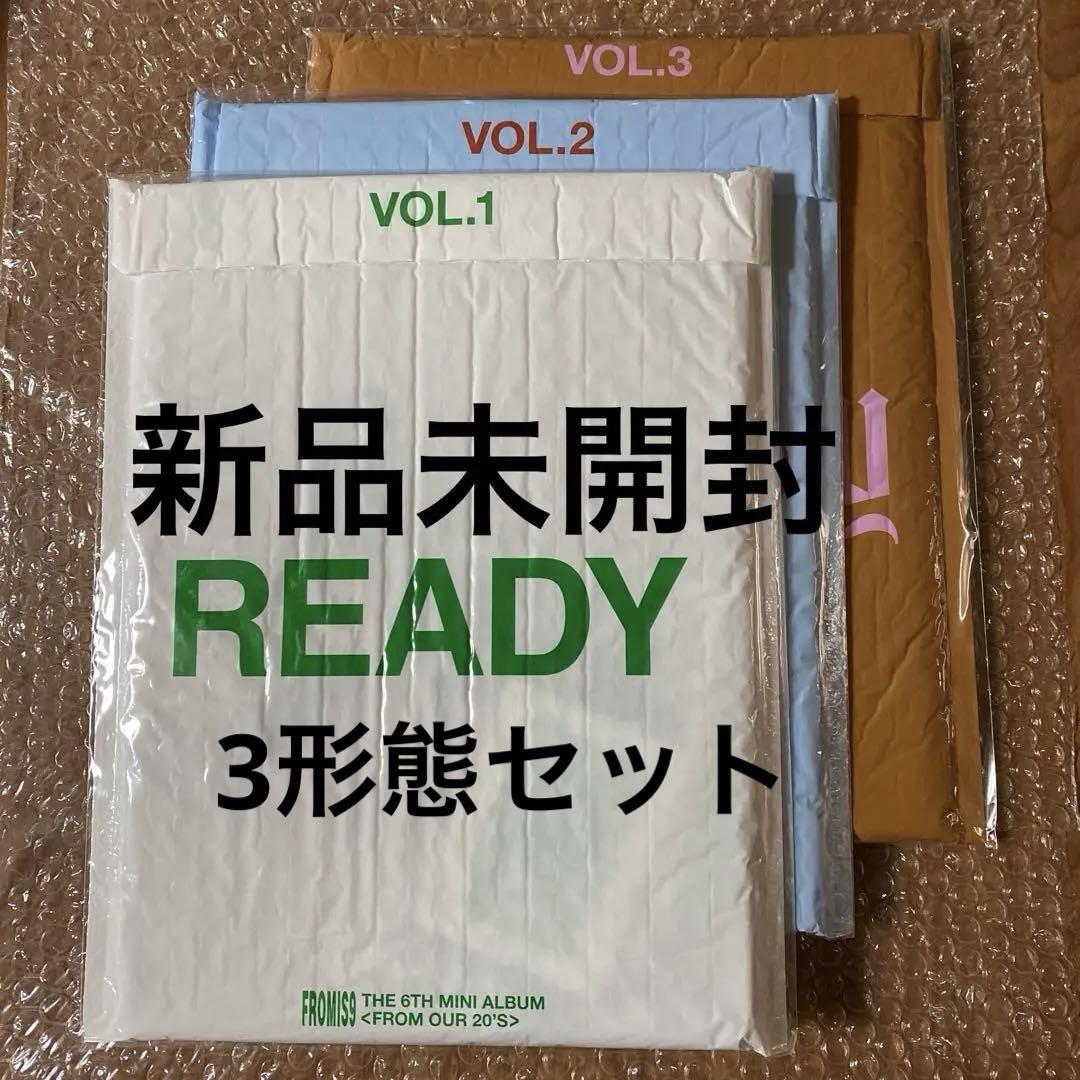 VOL.3
VOL.2
VOL.1
新品未開封
READY
3形態セット
FROMIS9 THE 6TH MINI ALBUM
<FROM OUR 20'S>